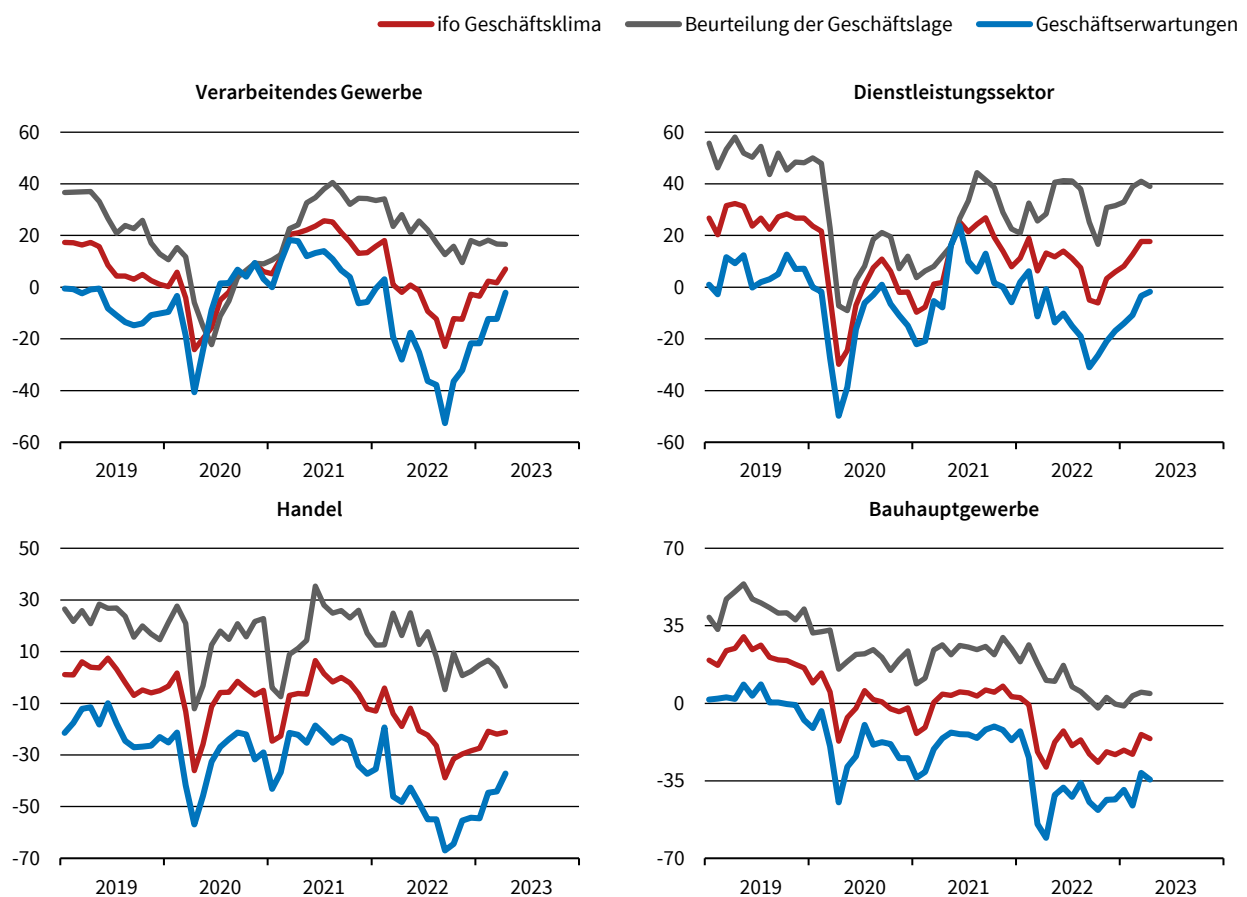 ifo Geschäftsklima Beurteilung der Geschäftslage Geschäftserwartungen
Verarbeitendes Gewerbe
60
40
20
0
-20
-40
-60
2019 2020 2021 2022 2023
Dienstleistungssektor
60
40
20
0
-20
-40
-60
2019 2020 2021 2022 2023
Handel
50
30
10
-10
-30
-50
-70
2019 2020 2021 2022 2023
Bauhauptgewerbe
70
35
0
-35
-70
2019 2020 2021 2022 2023